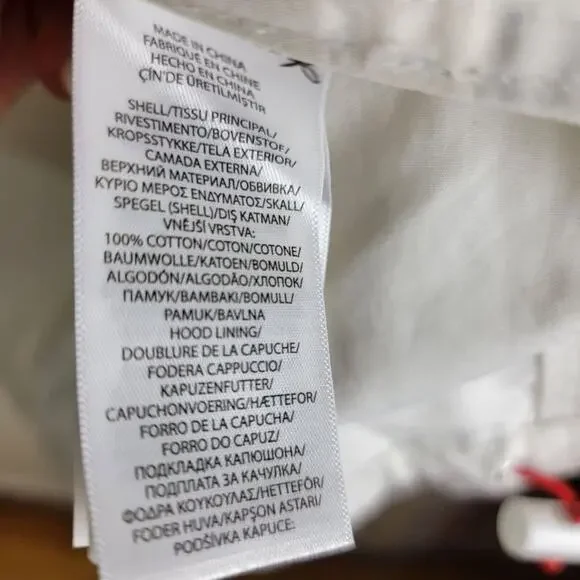 MADE IN CHINA
FABRIQUÉ EN CHINE
HECHO EN CHINA
ÇİN'DE ÜRETİLMİSTİR
SHELL/TISSU PRINCIPAL/
RIVESTIMENTO/BOVENSTOF/
KROPSSTYKKE/TELA EXTERIOR/
CAMADA EXTERNA/
ВЕРХНИЙ МАТЕРИАЛ/ОБВИВКА/
ΚΥΡΙΟ ΜΕΡΟΣ ΕΝΔΥΜΑΤΟΣ/SKALL/
SPEGEL (SHELL)/DIŞ KATMAN/
VNĚJŠÍ VRSTVA:
100% COTTON/COTON/COTONE/
BAUMWOLLE/KATOEN/BOMULD/
ALGODÓN/ALGODÃO/ХЛОПОК/
ПАМУК/BAMBAKI/BOMULL/
PAMUK/BAVLNA
HOOD LINING/
DOUBLURE DE LA CAPUCHE/
FODERA CAPPUCCIO/
KAPUZENFUTTER/
CAPUCHONVOERING/HÆTTEFOR/
FORRO DE LA CAPUCHA/
FORRO DO CAPUZ/
ПОДКЛАДКА КАПЮШОНА/
ПОДПЛАТА ЗА КАЧУЛКА/
ΦΟΔΡΑ ΚΟΥΚΟΥΛΑΣ/HETTEFÔR/
FODER HUVA/KAPŞON ASTARI/
PODŠÍVKA KAPUCE: